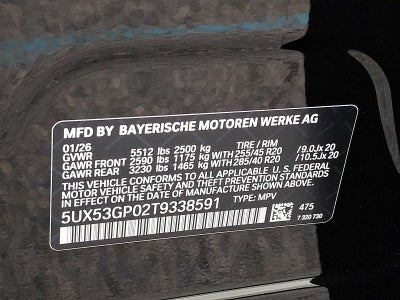 MFD BY BAYERISCHE MOTOREN WERKE AG
01/26 TIRE / RIM
GVWR 5512 lbs 2500 kg
GAWR FRONT 2590 lbs 1175 kg WITH 255/45 R20 / 9.0Jx 20
GAWR REAR 3230 lbs 1465 kg WITH 285/40 R20 / 10.5Jx 20
THIS VEHICLE CONFORMS TO ALL APPLICABLE U.S. FEDERAL
MOTOR VEHICLE SAFETY, BUMPER, AND THEFT PREVENTION
STANDARDS IN EFFECT ON THE DATE OF MANUFACTURE SHOWN
ABOVE.
5UX53GP02T9338591 TYPE: MPV
475
7 320 730